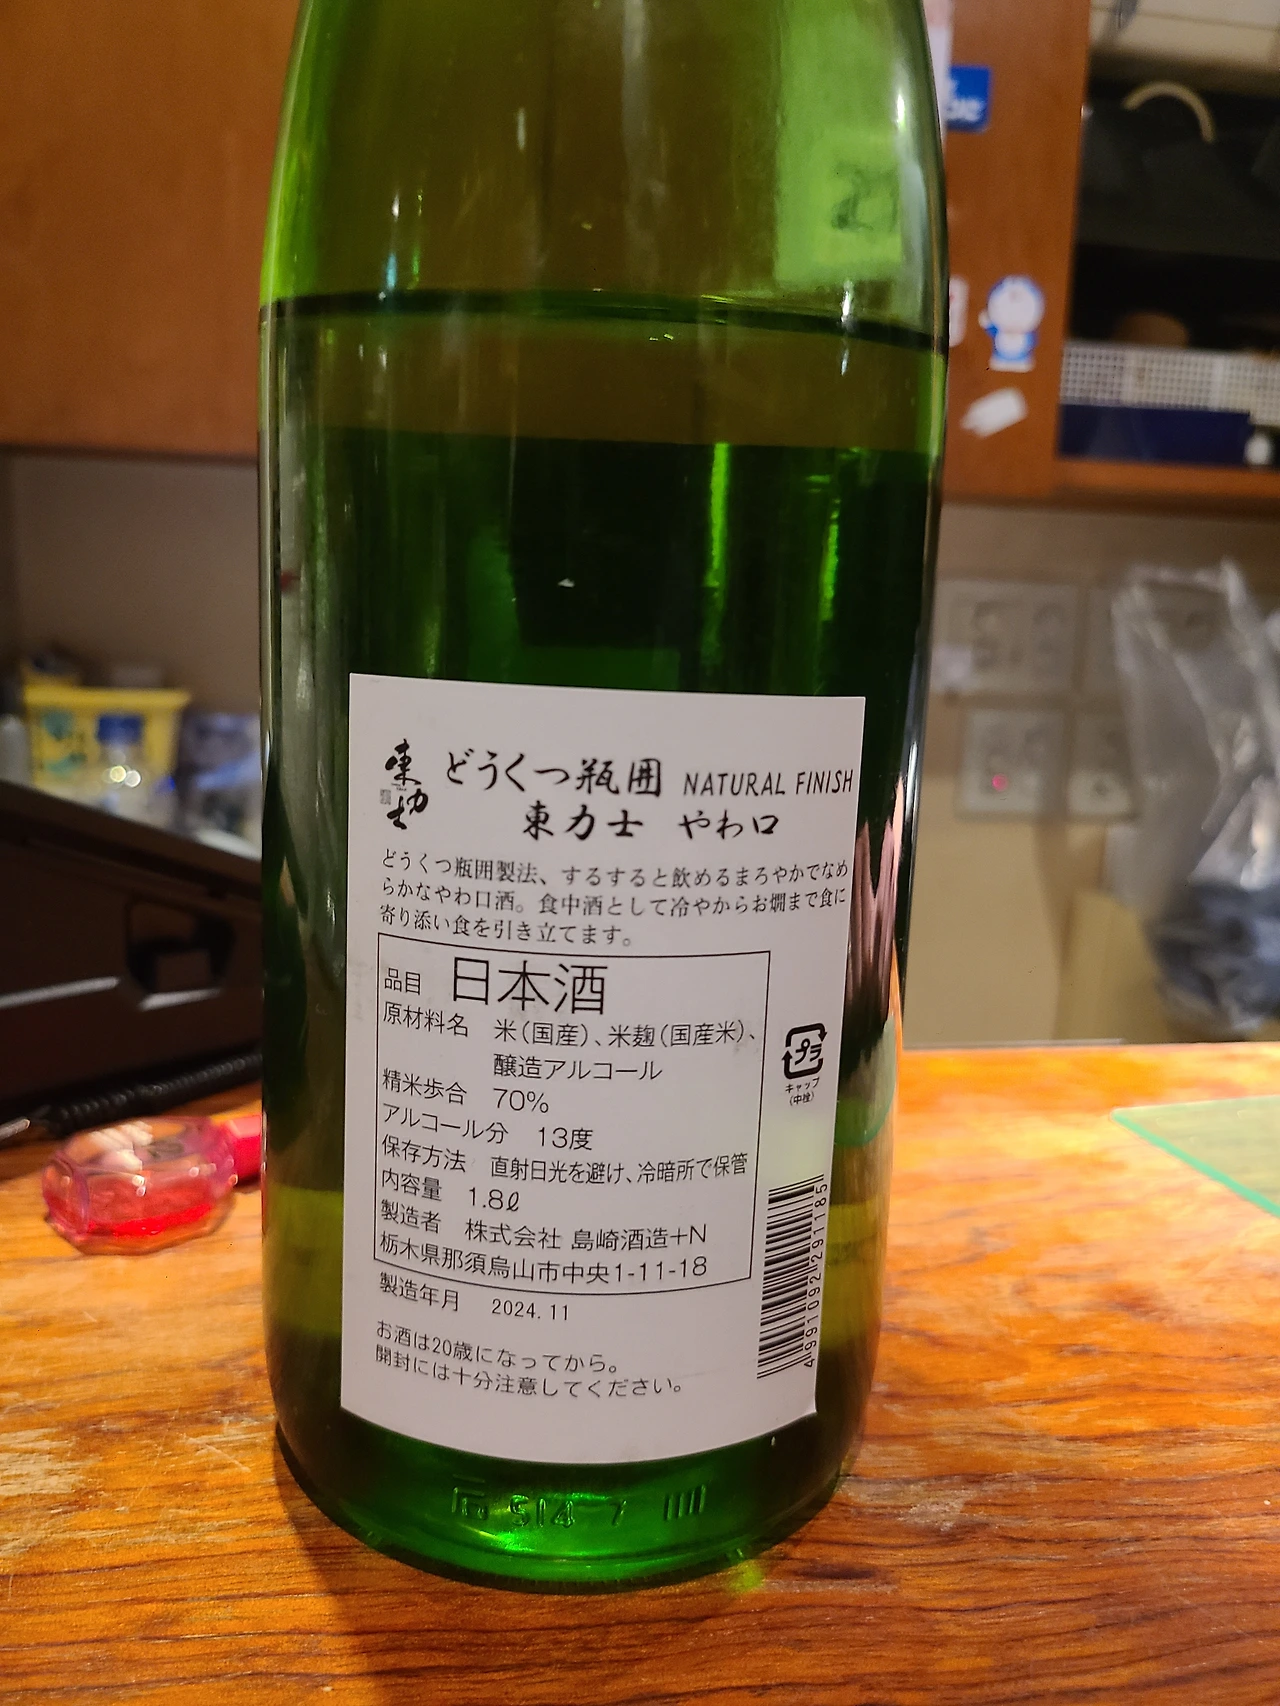 東力士
どうくつ瓶囲 NATURAL FINISH
東力士 やわ口
どうくつ瓶囲製法、するすると飲めるまろやかでなめ
らかなやわ口酒。食中酒として冷やからお燗まで食に
寄り添い食を引き立てます。
品目 日本酒
原材料名 米(国産)、米麹(国産米)、
醸造アルコール
精米歩合 70%
アルコール分 13度
保存方法 直射日光を避け、冷暗所で保管
内容量 1.8ℓ
製造者 株式会社 島崎酒造+N
栃木県那須烏山市中央1-11-18
製造年月 2024.11
お酒は20歳になってから。
開封には十分注意してください。
プラ
キャップ
(中栓)
4991092291185
514 7